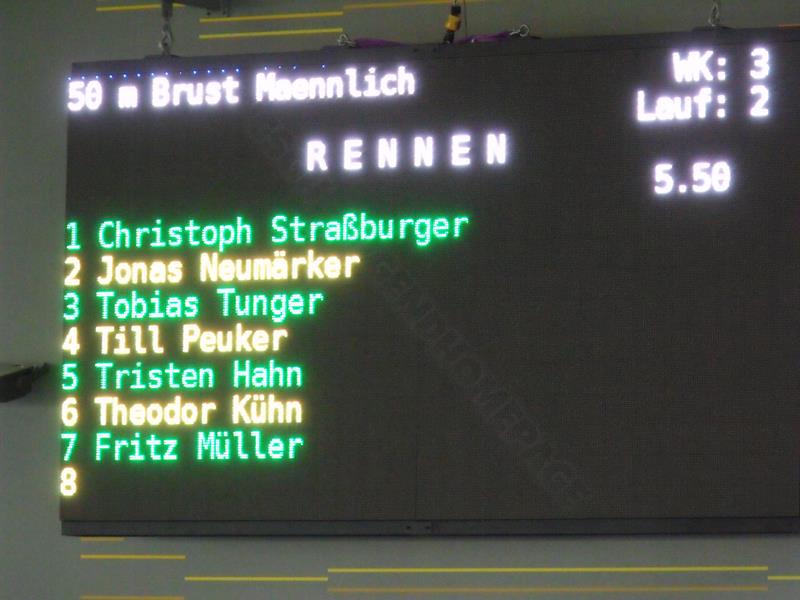 50 m Brust Maennlich
WK: 3
Lauf: 2
R E N N E N
5.50
1 Christoph Straßburger
2 Jonas Neumärker
3 Tobias Tunger
4 Till Peuker
5 Tristen Hahn
6 Theodor Kühn
7 Fritz Müller
8